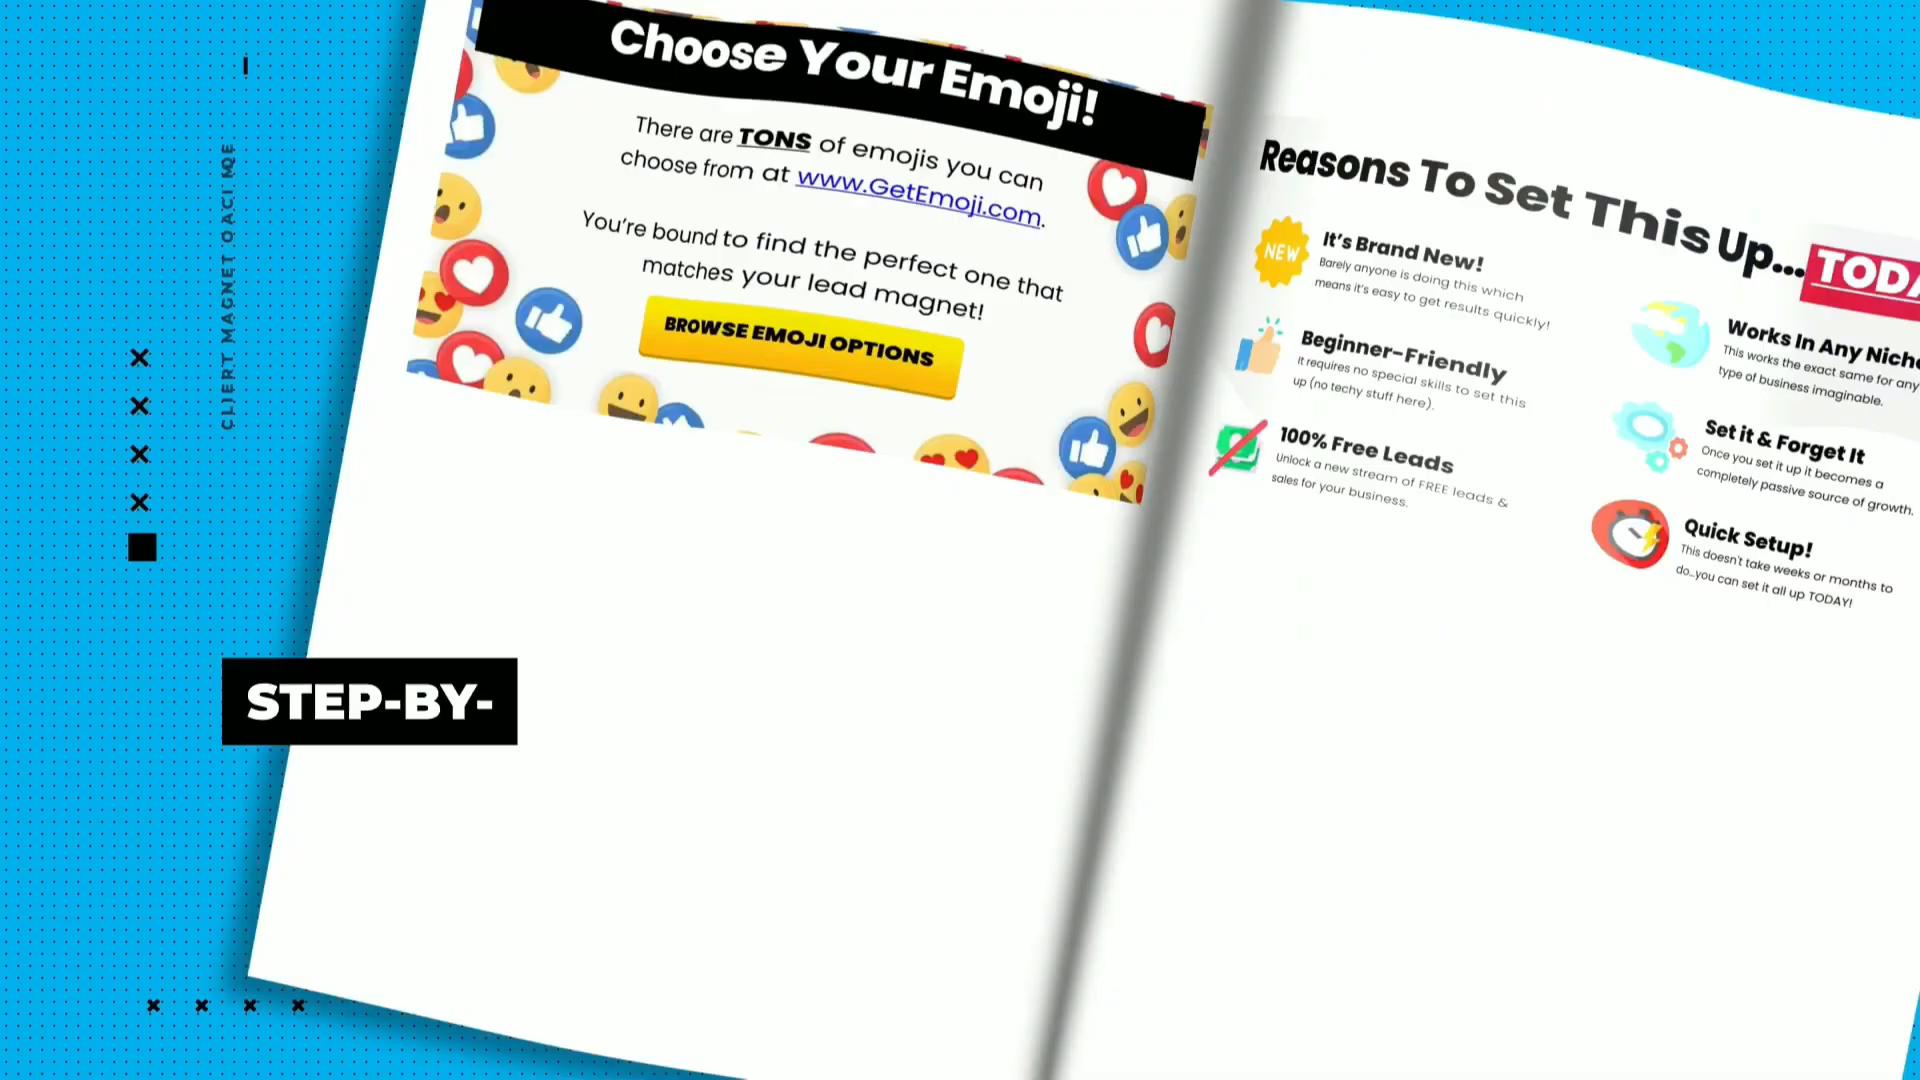 CLIERT MAGNET OACI MQE
Choose Your Emoji!
There are TONS of emojis you can
choose from at www.GetEmoji.com.
You're bound to find the perfect one that
matches your lead magnet!
BROWSE EMOJI OPTIONS
STEP-BY-
Reasons To Set This Up...
NEW
It's Brand New!
Barely anyone is doing this which
means it's easy to get results quickly!
Beginner-Friendly
It requires no special skills to set this
up (no techy stuff here).
100% Free Leads
Unlock a new stream of FREE leads &
sales for your business.
Works In Any Niche
This works the exact same for any
type of business imaginable.
Set it & Forget It
Once you set it up it becomes a
completely passive source of growth.
Quick Setup!
This doesn't take weeks or months to
do...you can set it all up TODAY!